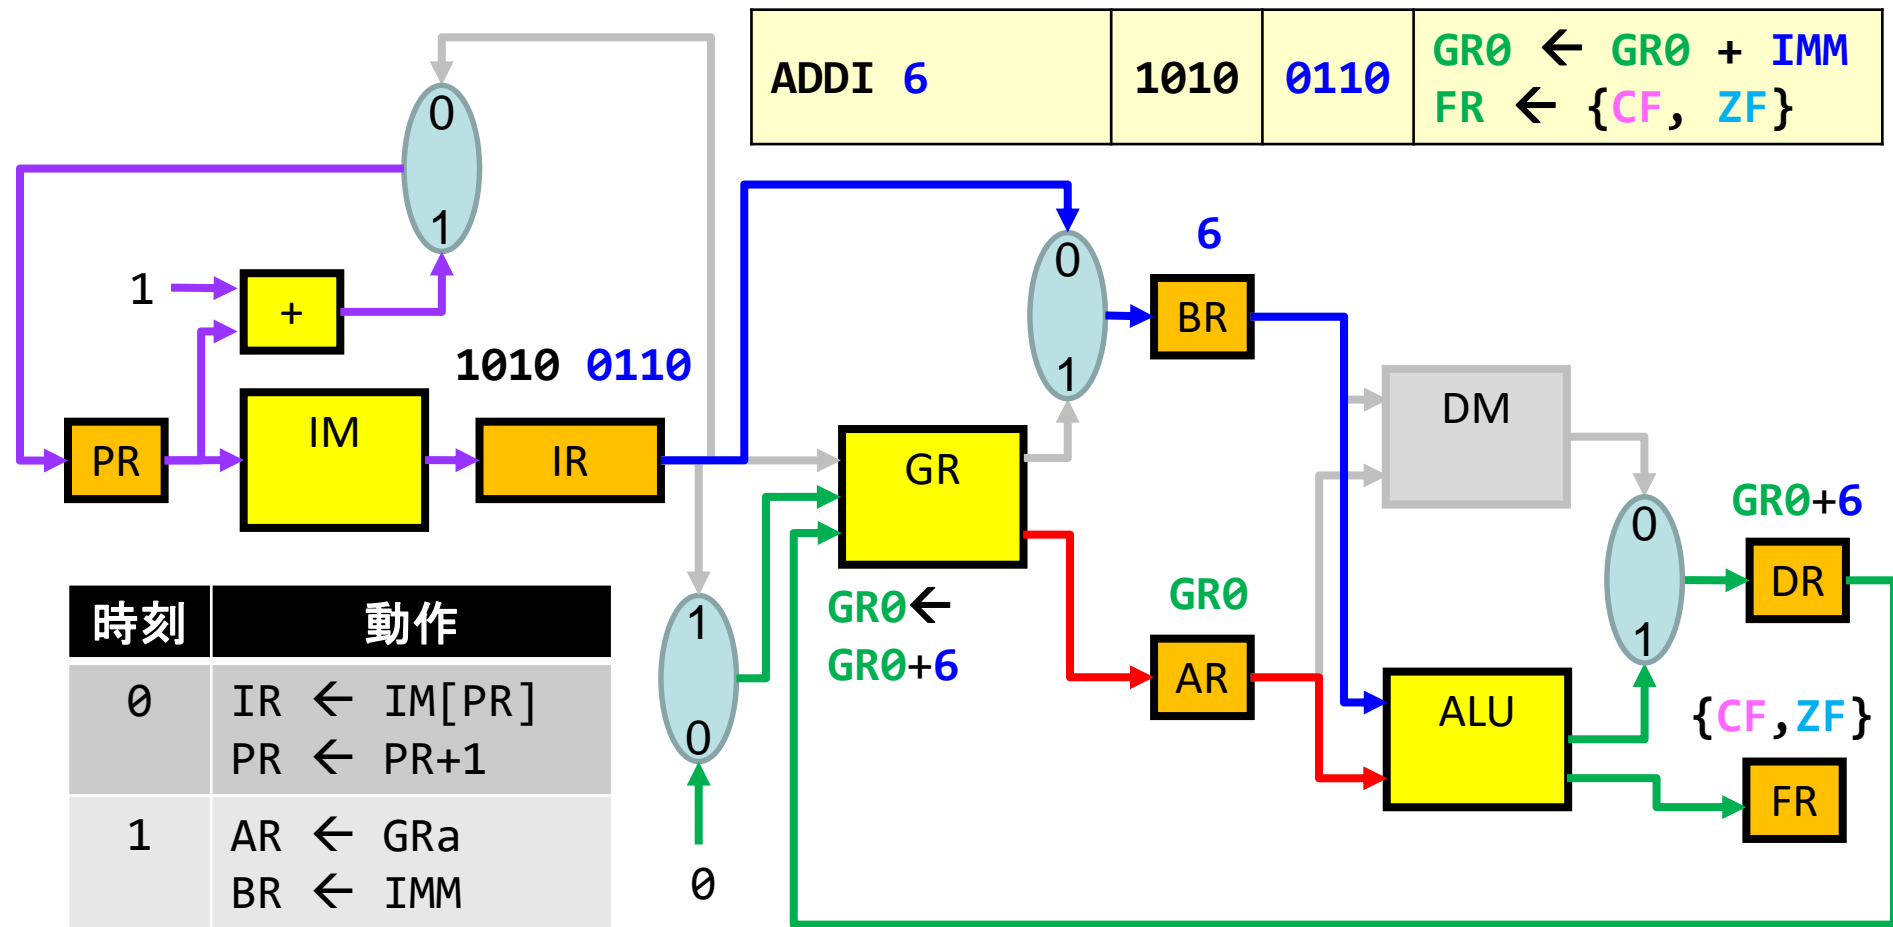 ADDI 6 1010 0110 GR0 ← GR0 + IMM
FR ← {CF, ZF}
0
1
1
+
1010 0110
PR
IM
IR
0
1
6
BR
GR
DM
GR0←
GR0+6
GR0
AR
ALU
0
1
GR0+6
DR
{CF,ZF}
FR
1
0
0
時刻 動作
0 IR ← IM[PR]
PR ← PR+1
1 AR ← GRa
BR ← IMM